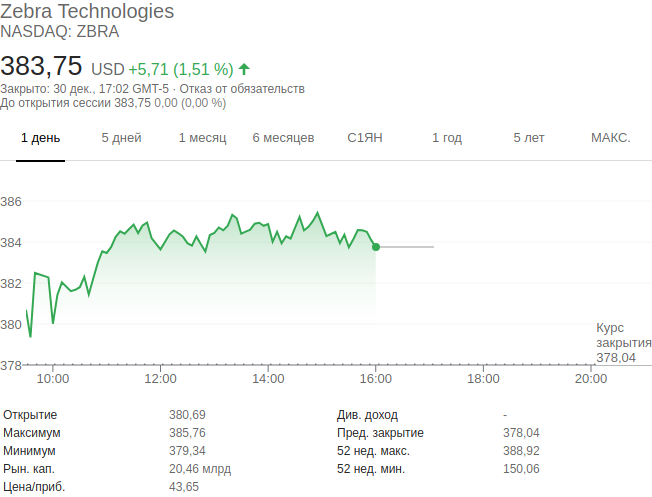 Zebra Technologies
NASDAQ: ZBRA
383,75 USD +5,71 (1,51 %)
Закрыто: 30 дек., 17:02 GMT-5 · Отказ от обязательств
До открытия сессии 383,75 0,00 (0,00 %)
1 день 5 дней 1 месяц 6 месяцев С1ЯН 1 год 5 лет МАКС.
386
384
382
380
378
Курс
закрытия
378,04
10:00 12:00 14:00 16:00 18:00 20:00
Открытие 380,69 Див. доход -
Максимум 385,76 Пред. закрытие 378,04
Минимум 379,34 52 нед. макс. 388,92
Рын. кап. 20,46 млрд 52 нед. мин. 150,06
Цена/приб. 43,65